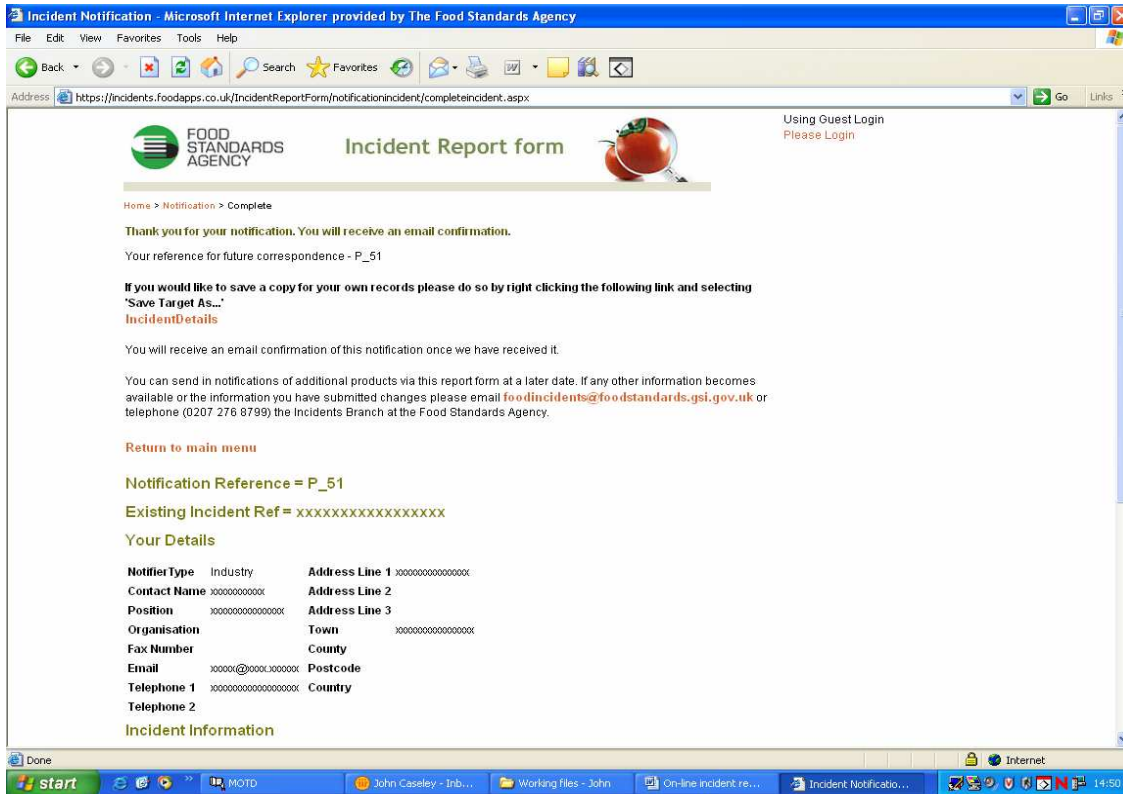 Incident Notification - Microsoft Internet Explorer provided by The Food Standards Agency
File Edit View Favorites Tools Help
Back Search Favorites
Address https://incidents.foodapps.co.uk/IncidentReportForm/notificationincident/completeincident.aspx Go Links
FOOD STANDARDS AGENCY
Incident Report form
Using Guest Login
Please Login
Home > Notification > Complete
Thank you for your notification. You will receive an email confirmation.
Your reference for future correspondence - P_51
If you would like to save a copy for your own records please do so by right clicking the following link and selecting
'Save Target As...'
IncidentDetails
You will receive an email confirmation of this notification once we have received it.
You can send in notifications of additional products via this report form at a later date. If any other information becomes
available or the information you have submitted changes please email foodincidents@foodstandards.gsi.gov.uk or
telephone (0207 276 8799) the Incidents Branch at the Food Standards Agency.
Return to main menu
Notification Reference = P_51
Existing Incident Ref = xxxxxxxxxxxxxxxxx
Your Details
NotifierType Industry Address Line 1 xxxxxxxxxxxxxxx
Contact Name xxxxxxxxxxx Address Line 2
Position xxxxxxxxxxxxxxx Address Line 3
Organisation Town xxxxxxxxxxxxxxxx
Fax Number County
Email xxxxx@xxxx.xxxxxx Postcode
Telephone 1 xxxxxxxxxxxxxxxxxx Country
Telephone 2
Incident Information
Done Internet
start MOTD John Caseley - Inb... Working files - John On-line incident re... Incident Notificatio... 14:50